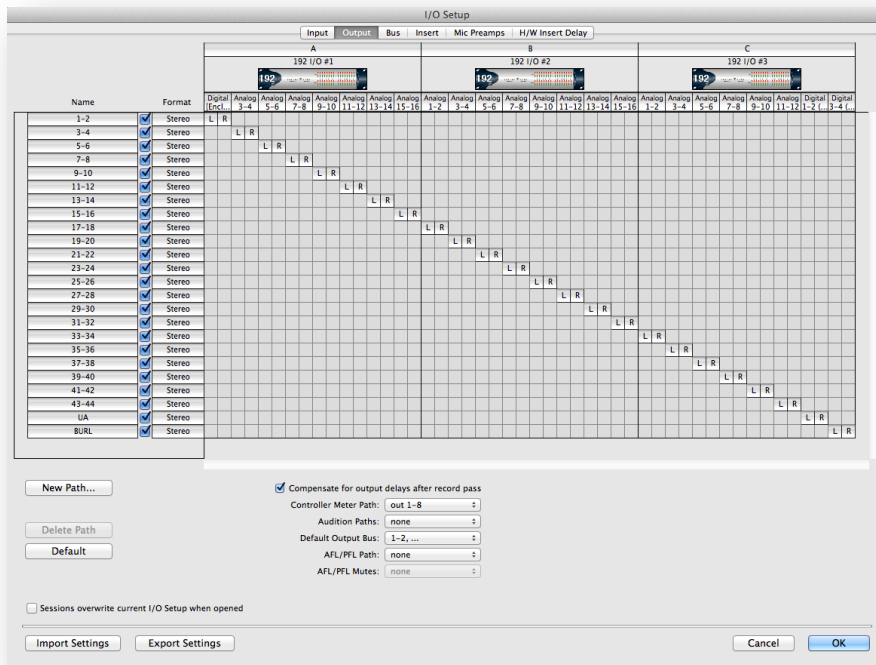 I/O Setup
Input Output Bus Insert Mic Preamps H/W Insert Delay
A B C
192 I/O #1 192 I/O #2 192 I/O #3
192 192 192
Name Format Digital [Encl... Analog 3-4 Analog 5-6 Analog 7-8 Analog 9-10 Analog 11-12 Analog 13-14 Analog 15-16 Analog 1-2 Analog 3-4 Analog 5-6 Analog 7-8 Analog 9-10 Analog 11-12 Analog 13-14 Analog 15-16 Analog 1-2 Analog 3-4 Analog 5-6 Analog 7-8 Analog 9-10 Analog 11-12 Digital 1-2 (... Digital 3-4 (...
1-2 Stereo L R
3-4 Stereo L R
5-6 Stereo L R
7-8 Stereo L R
9-10 Stereo L R
11-12 Stereo L R
13-14 Stereo L R
15-16 Stereo L R
17-18 Stereo L R
19-20 Stereo L R
21-22 Stereo L R
23-24 Stereo L R
25-26 Stereo L R
27-28 Stereo L R
29-30 Stereo L R
31-32 Stereo L R
33-34 Stereo L R
35-36 Stereo L R
37-38 Stereo L R
39-40 Stereo L R
41-42 Stereo L R
43-44 Stereo L R
UA Stereo L R
BURL Stereo L R
New Path...
Compensate for output delays after record pass
Controller Meter Path: out 1-8
Audition Paths: none
Delete Path
Default Output Bus: 1-2, ...
Default
AFL/PFL Path: none
AFL/PFL Mutes: none
Sessions overwrite current I/O Setup when opened
Import Settings Export Settings Cancel OK